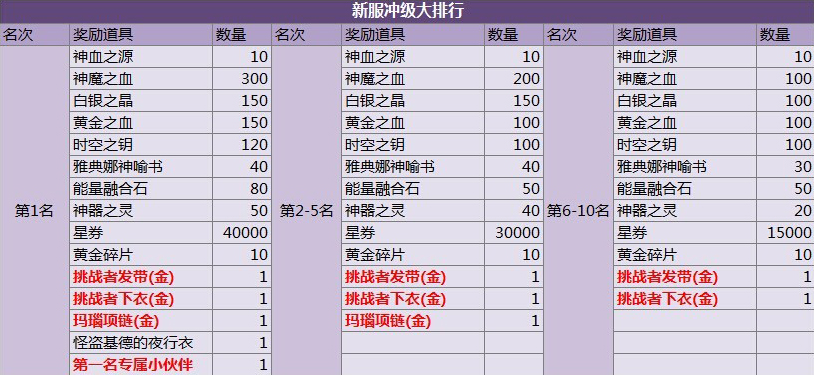 新服冲级大排行
名次 奖励道具 数量 名次 奖励道具 数量 名次 奖励道具 数量
神血之源 10 神血之源 10 神血之源 10
神魔之血 300 神魔之血 200 神魔之血 100
白银之晶 150 白银之晶 150 白银之晶 100
黄金之血 150 黄金之血 100 黄金之血 100
时空之钥 120 时空之钥 100 时空之钥 100
雅典娜神喻书 40 雅典娜神喻书 40 雅典娜神喻书 30
能量融合石 80 能量融合石 50 能量融合石 50
第1名 神器之灵 50 第2-5名 神器之灵 40 第6-10名 神器之灵 20
星券 40000 星券 30000 星券 15000
黄金碎片 10 黄金碎片 10 黄金碎片 10
挑战者发带(金) 1 挑战者发带(金) 1 挑战者发带(金) 1
挑战者下衣(金) 1 挑战者下衣(金) 1 挑战者下衣(金) 1
玛瑙项链(金) 1 玛瑙项链(金) 1
怪盗基德的夜行衣 1
第一名专属小伙伴 1